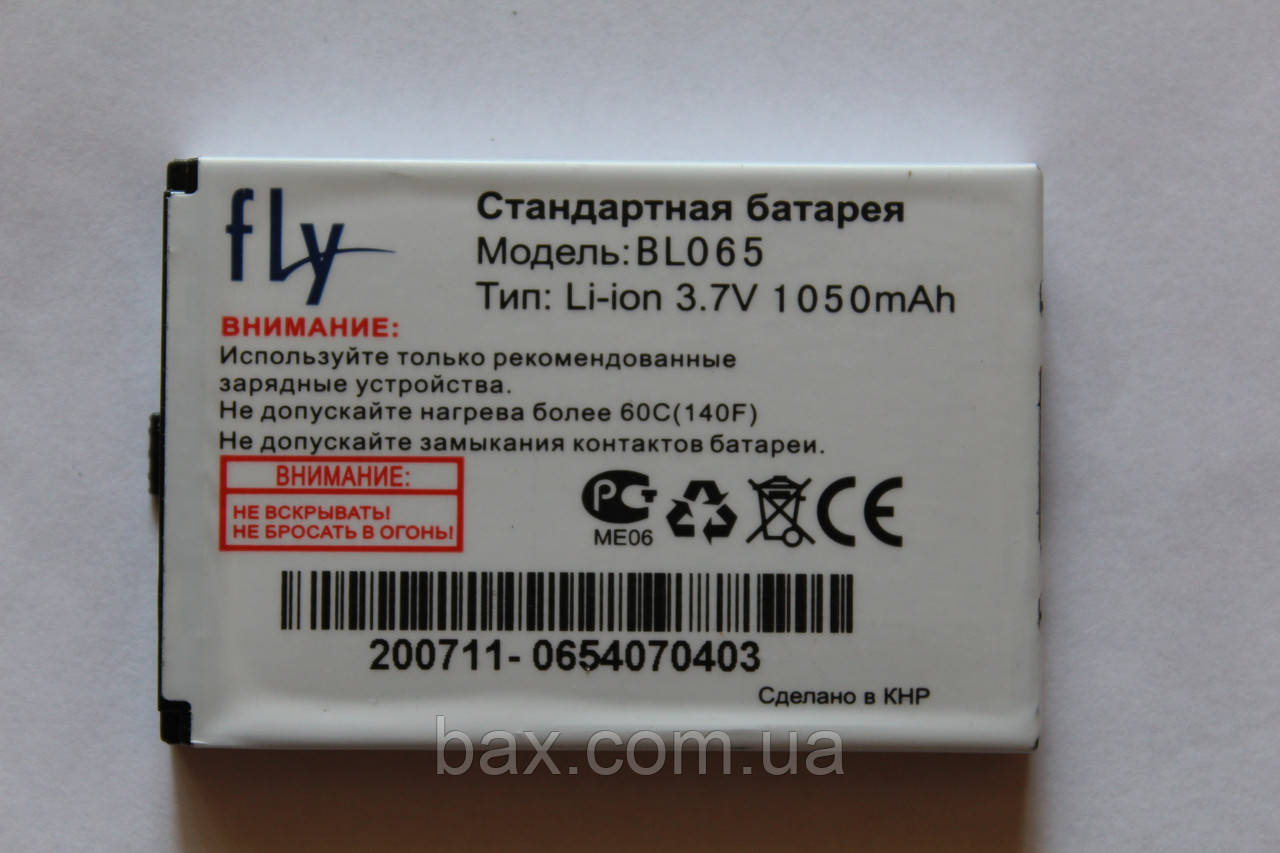 fly
Стандартная батарея
Модель:BL065
Тип: Li-ion 3.7V 1050mAh
ВНИМАНИЕ:
Используйте только рекомендованные
зарядные устройства.
Не допускайте нагрева более 60C(140F)
Не допускайте замыкания контактов батареи.
ВНИМАНИЕ:
НЕ ВСКРЫВАТЬ!
НЕ БРОСАТЬ В ОГОНЬ!
РСТ
ME06
CE
200711- 0654070403
Сделано в КНР
bax.com.ua